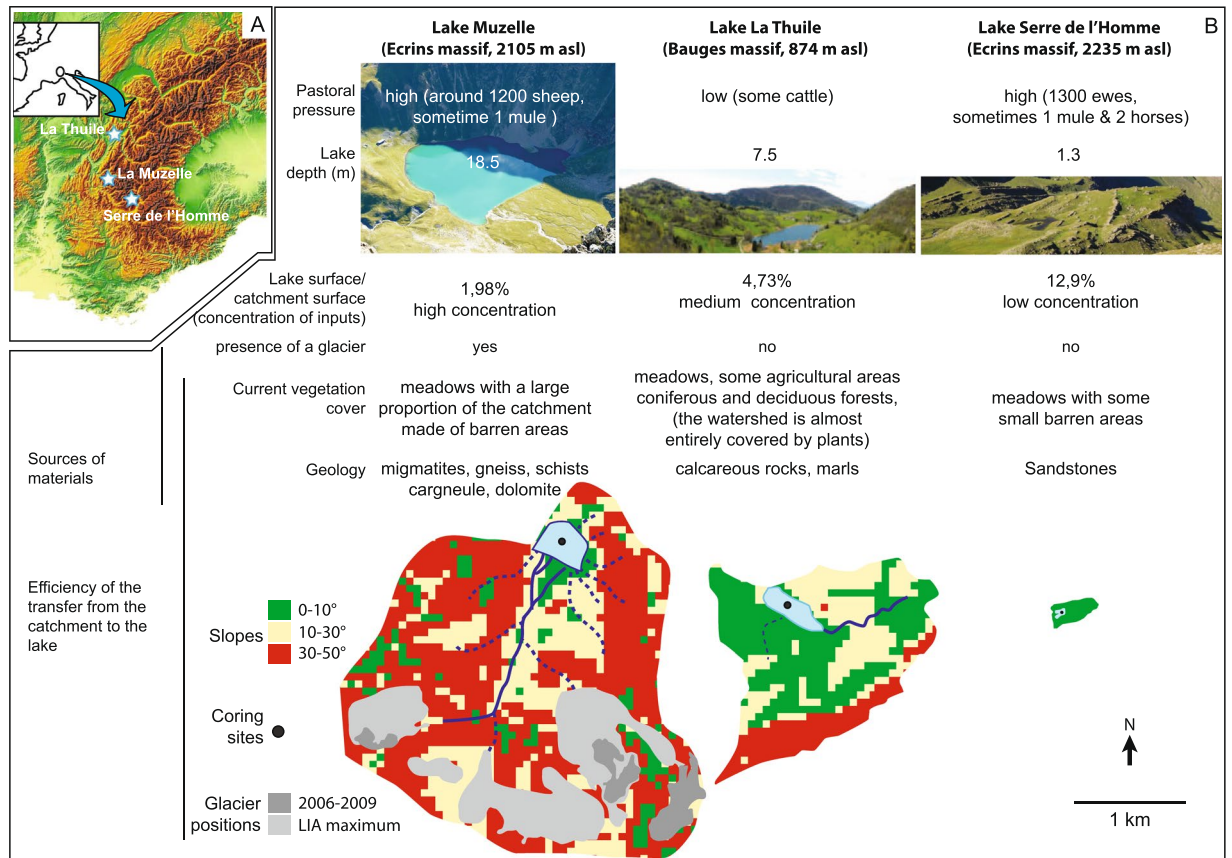 A
La Thuile
La Muzelle
Serre de l'Homme
B
Lake Muzelle
(Ecrins massif, 2105 m asl)
Lake La Thuile
(Bauges massif, 874 m asl)
Lake Serre de l'Homme
(Ecrins massif, 2235 m asl)
Pastoral
pressure
high (around 1200 sheep,
sometime 1 mule )
low (some cattle)
high (1300 ewes,
sometimes 1 mule & 2 horses)
Lake
depth (m)
18.5
7.5
1.3
Lake surface/
catchment surface
(concentration of inputs)
1,98%
high concentration
4,73%
medium concentration
12,9%
low concentration
presence of a glacier
yes
no
no
Current vegetation
cover
meadows with a large
proportion of the catchment
made of barren areas
meadows, some agricultural areas
coniferous and deciduous forests,
(the watershed is almost
entirely covered by plants)
meadows with some
small barren areas
Sources of
materials
Geology
migmatites, gneiss, schists
cargneule, dolomite
calcareous rocks, marls
Sandstones
Efficiency of the
transfer from the
catchment to the
lake
Slopes
0-10°
10-30°
30-50°
Coring
sites
Glacier
positions
2006-2009
LIA maximum
N
1 km